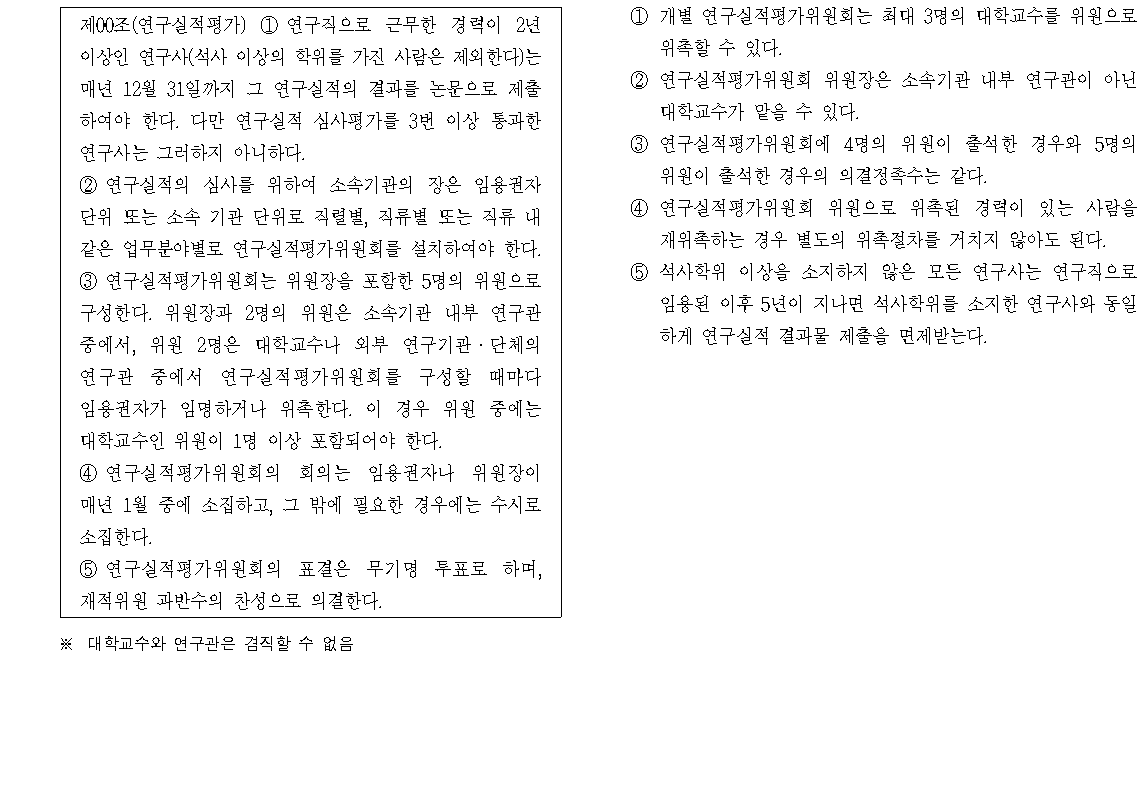 제00조(연구실적평가) ① 연구직으로 근무한 경력이 2년
이상인 연구사(석사 이상의 학위를 가진 사람은 제외한다)는
매년 12월 31일까지 그 연구실적의 결과를 논문으로 제출
하여야 한다. 다만 연구실적 심사평가를 3번 이상 통과한
연구사는 그러하지 아니하다.
② 연구실적의 심사를 위하여 소속기관의 장은 임용권자
단위 또는 소속 기관 단위로 직렬별, 직류별 또는 직류 내
같은 업무분야별로 연구실적평가위원회를 설치하여야 한다.
③ 연구실적평가위원회는 위원장을 포함한 5명의 위원으로
구성한다. 위원장과 2명의 위원은 소속기관 내부 연구관
중에서, 위원 2명은 대학교수나 외부 연구기관·단체의
연구관 중에서 연구실적평가위원회를 구성할 때마다
임용권자가 임명하거나 위촉한다. 이 경우 위원 중에는
대학교수인 위원이 1명 이상 포함되어야 한다.
④ 연구실적평가위원회의 회의는 임용권자나 위원장이
매년 1월 중에 소집하고, 그 밖에 필요한 경우에는 수시로
소집한다.
⑤ 연구실적평가위원회의 표결은 무기명 투표로 하며,
재적위원 과반수의 찬성으로 의결한다.
※ 대학교수와 연구관은 겸직할 수 없음
① 개별 연구실적평가위원회는 최대 3명의 대학교수를 위원으로
위촉할 수 있다.
② 연구실적평가위원회 위원장은 소속기관 내부 연구관이 아닌
대학교수가 맡을 수 있다.
③ 연구실적평가위원회에 4명의 위원이 출석한 경우와 5명의
위원이 출석한 경우의 의결정족수는 같다.
④ 연구실적평가위원회 위원으로 위촉된 경력이 있는 사람을
재위촉하는 경우 별도의 위촉절차를 거치지 않아도 된다.
⑤ 석사학위 이상을 소지하지 않은 모든 연구사는 연구직으로
임용된 이후 5년이 지나면 석사학위를 소지한 연구사와 동일
하게 연구실적 결과물 제출을 면제받는다.